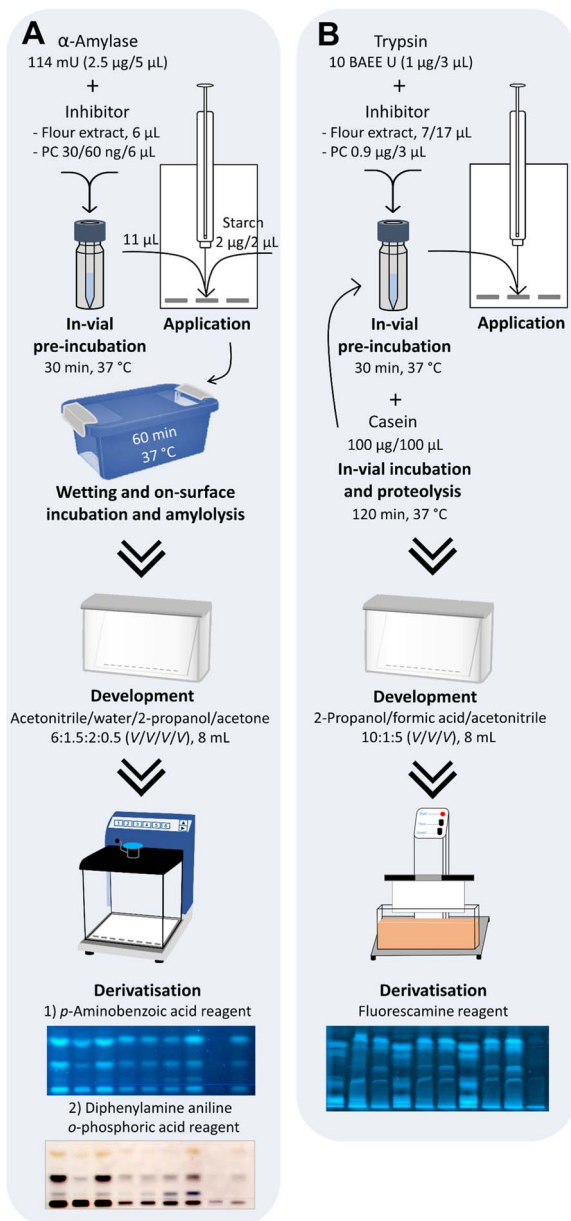 A
α-Amylase
114 mU (2.5 µg/5 µL)
+
Inhibitor
- Flour extract, 6 µL
- PC 30/60 ng/6 µL
11 µL
Starch
2 µg/2 µL
In-vial
pre-incubation
30 min, 37 °C
Application
60 min
37 °C
Wetting and on-surface
incubation and amylolysis
Development
Acetonitrile/water/2-propanol/acetone
6:1.5:2:0.5 (V/V/V/V), 8 mL
1 2 3 4 5 6
Derivatisation
1) p-Aminobenzoic acid reagent
2) Diphenylamine aniline
o-phosphoric acid reagent
B
Trypsin
10 BAEE U (1 µg/3 µL)
+
Inhibitor
- Flour extract, 7/17 µL
- PC 0.9 µg/3 µL
In-vial
pre-incubation
30 min, 37 °C
Application
+
Casein
100 µg/100 µL
In-vial incubation
and proteolysis
120 min, 37 °C
Development
2-Propanol/formic acid/acetonitrile
10:1:5 (V/V/V), 8 mL
Derivatisation
Fluorescamine reagent